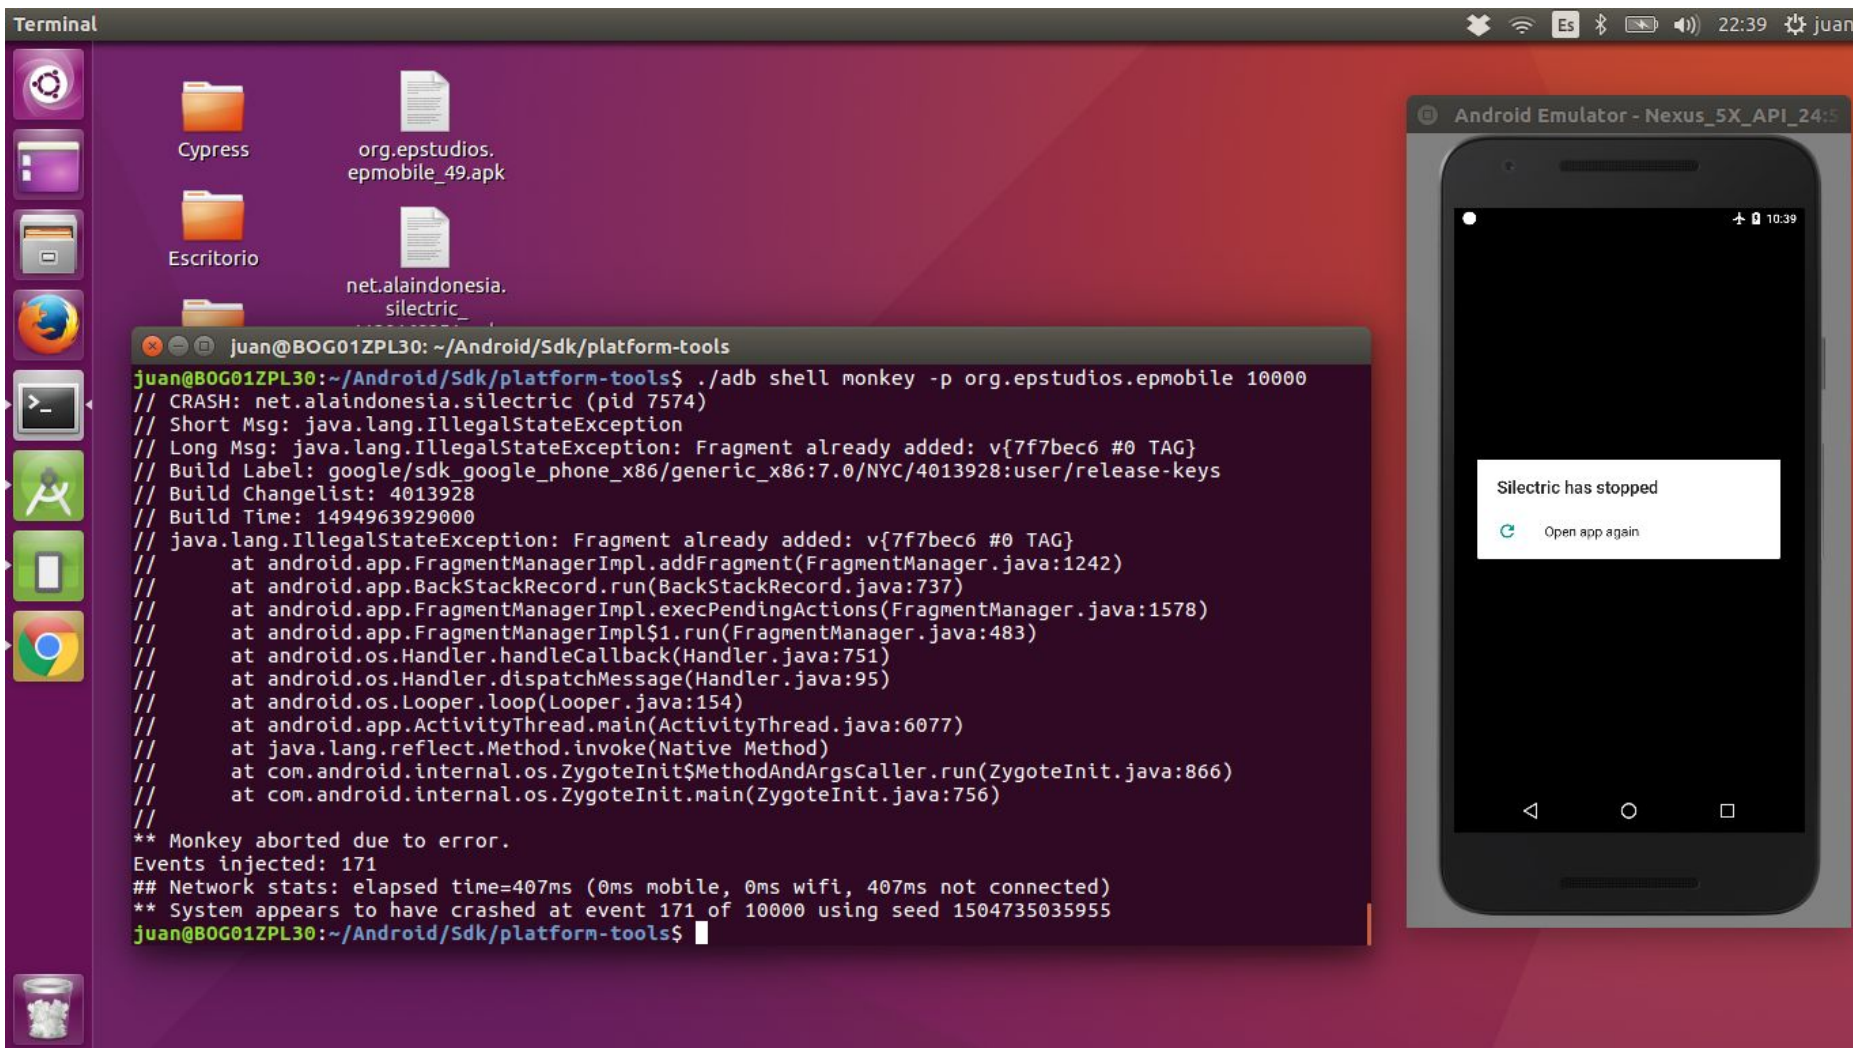 Terminal
Es
22:39
juan
Cypress
org.epstudios.
epmobile_49.apk
Escritorio
net.alaindonesia.
silectric_
Android Emulator - Nexus_5X_API_24:5
10:39
Silectric has stopped
Open app again
juan@BOG01ZPL30: ~/Android/Sdk/platform-tools
juan@BOG01ZPL30:~/Android/Sdk/platform-tools$ ./adb shell monkey -p org.epstudios.epmobile 10000
// CRASH: net.alaindonesia.silectric (pid 7574)
// Short Msg: java.lang.IllegalStateException
// Long Msg: java.lang.IllegalStateException: Fragment already added: v{7f7bec6 #0 TAG}
// Build Label: google/sdk_google_phone_x86/generic_x86:7.0/NYC/4013928:user/release-keys
// Build Changelist: 4013928
// Build Time: 1494963929000
// java.lang.IllegalStateException: Fragment already added: v{7f7bec6 #0 TAG}
// at android.app.FragmentManagerImpl.addFragment(FragmentManager.java:1242)
// at android.app.BackStackRecord.run(BackStackRecord.java:737)
// at android.app.FragmentManagerImpl.execPendingActions(FragmentManager.java:1578)
// at android.app.FragmentManagerImpl$1.run(FragmentManager.java:483)
// at android.os.Handler.handleCallback(Handler.java:751)
// at android.os.Handler.dispatchMessage(Handler.java:95)
// at android.os.Looper.loop(Looper.java:154)
// at android.app.ActivityThread.main(ActivityThread.java:6077)
// at java.lang.reflect.Method.invoke(Native Method)
// at com.android.internal.os.ZygoteInit$MethodAndArgsCaller.run(ZygoteInit.java:866)
// at com.android.internal.os.ZygoteInit.main(ZygoteInit.java:756)
//
** Monkey aborted due to error.
Events injected: 171
## Network stats: elapsed time=407ms (0ms mobile, 0ms wifi, 407ms not connected)
** System appears to have crashed at event 171 of 10000 using seed 1504735035955
juan@BOG01ZPL30:~/Android/Sdk/platform-tools$